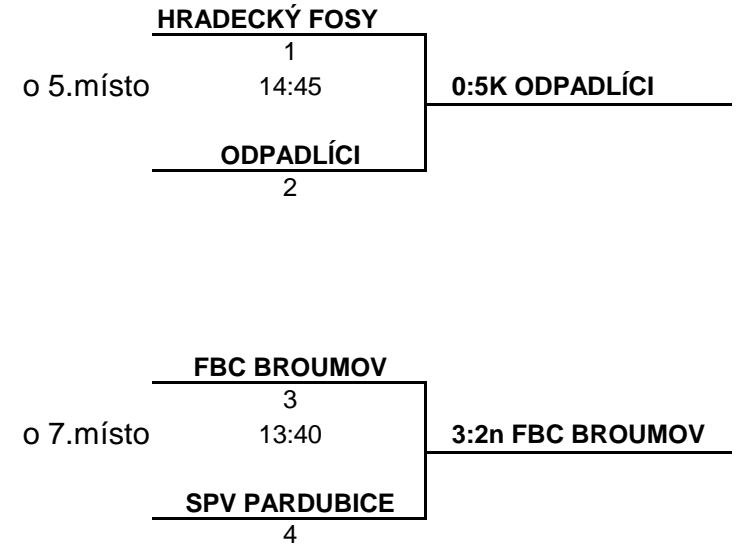 HRADECKÝ FOSY
1
o 5.místo 14:45 0:5K ODPADLÍCI
ODPADLÍCI
2
FBC BROUMOV
3
o 7.místo 13:40 3:2n FBC BROUMOV
SPV PARDUBICE
4